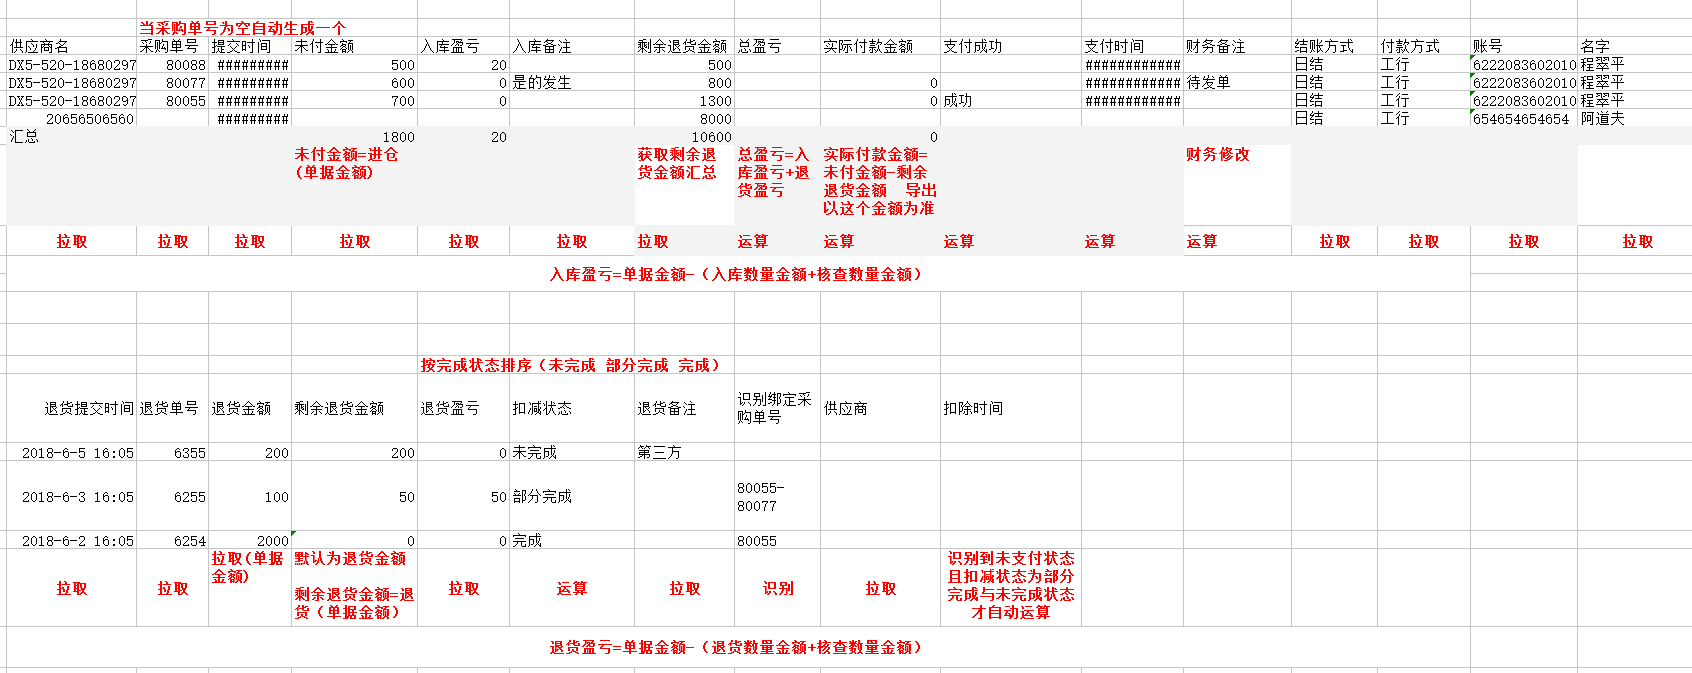 当采购单号为空自动生成一个
供应商名 采购单号 提交时间 未付金额 入库盈亏 入库备注 剩余退货金额 总盈亏 实际付款金额 支付成功 支付时间 财务备注 结账方式 付款方式 账号 名字
DX5-520-18680297 80088 ######### 500 20 500 ############ 日结 工行 6222083602010 程翠平
DX5-520-18680297 80077 ######### 600 0 是的发生 800 0 ############ 待发单 日结 工行 6222083602010 程翠平
DX5-520-18680297 80055 ######### 700 0 1300 0 成功 ############ 日结 工行 6222083602010 程翠平
20656506560 ######### 8000 日结 工行 654654654654 阿道夫
汇总 1800 20 10600 0
未付金额=进仓
(单据金额)
获取剩余退
货金额汇总
总盈亏=入
库盈亏+退
货盈亏
实际付款金额=
未付金额-剩余
退货金额 导出
以这个金额为准
财务修改
拉取 拉取 拉取 拉取 拉取 拉取 拉取 运算 运算 运算 运算 运算 拉取 拉取 拉取 拉取
入库盈亏=单据金额-（入库数量金额+核查数量金额）
按完成状态排序（未完成 部分完成 完成）
退货提交时间 退货单号 退货金额 剩余退货金额 退货盈亏 扣减状态 退货备注
识别绑定采
购单号
供应商 扣除时间
2018-6-5 16:05 6355 200 200 0 未完成 第三方
2018-6-3 16:05 6255 100 50 50 部分完成
80055-
80077
2018-6-2 16:05 6254 2000 0 0 完成 80055
拉取 拉取
拉取(单据
金额)
默认为退货金额
剩余退货金额=退
货（单据金额）
拉取 运算 拉取 识别 拉取
识别到未支付状态
且扣减状态为部分
完成与未完成状态
才自动运算
退货盈亏=单据金额-（退货数量金额+核查数量金额）